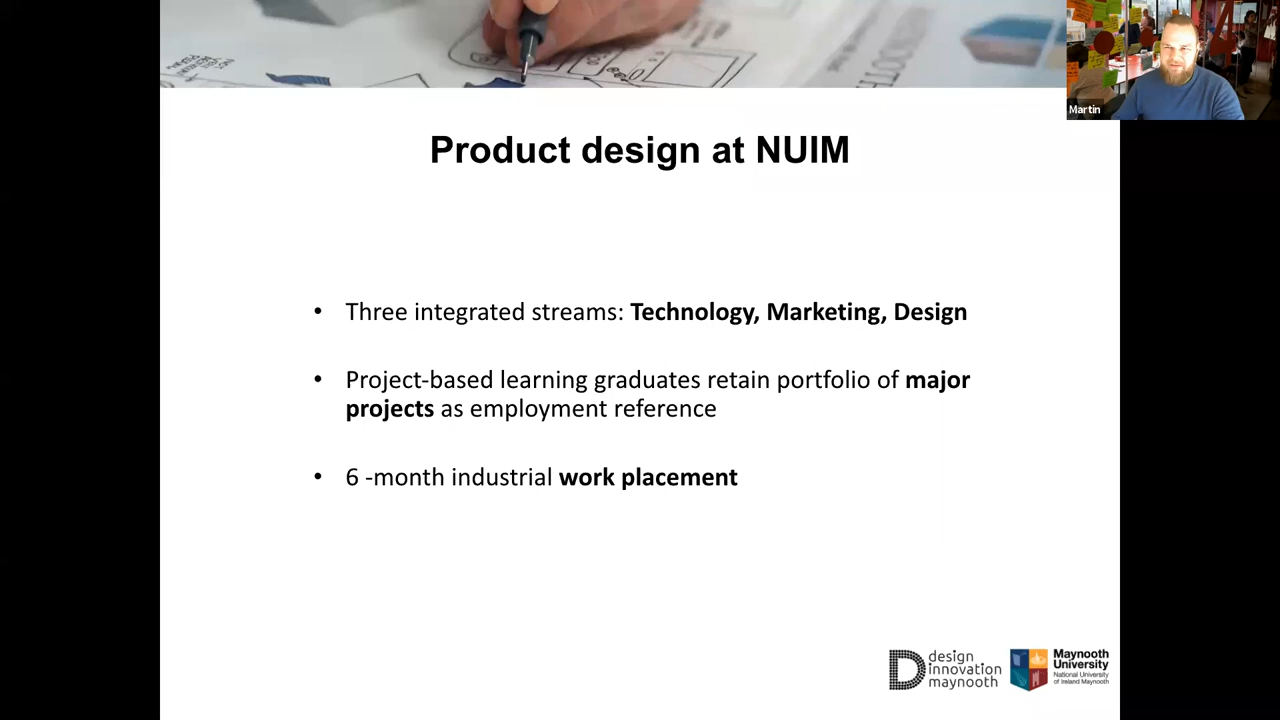 Martin
Product design at NUIM
• Three integrated streams: Technology, Marketing, Design
• Project-based learning graduates retain portfolio of major
projects as employment reference
• 6 -month industrial work placement
design
innovation
maynooth
Maynooth
University
National University
of Ireland Maynooth